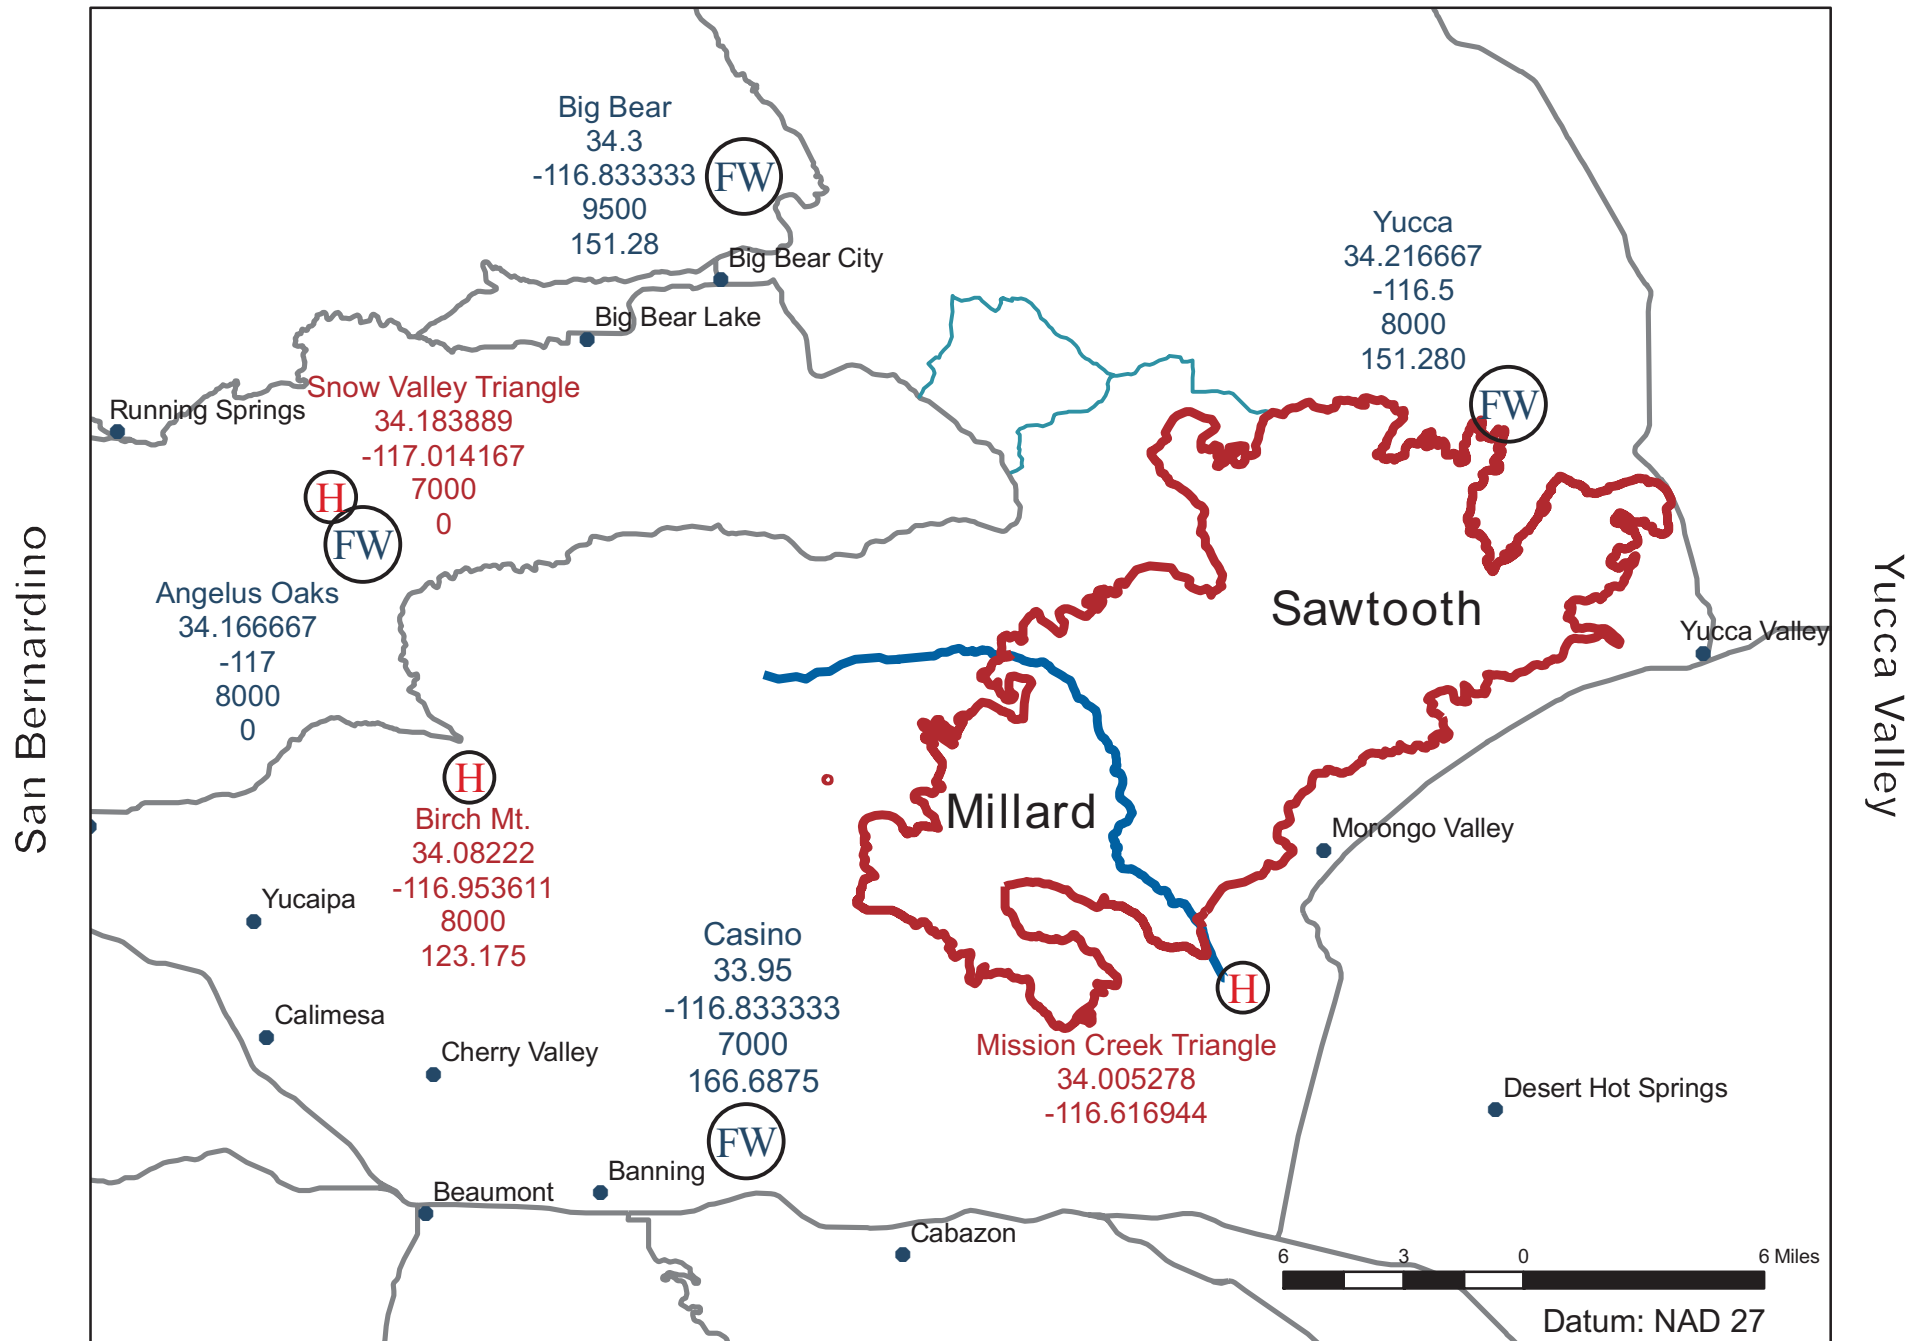 Big Bear
34.3
-116.833333
9500
151.28
FW
Big Bear City
Big Bear Lake
Yucca
34.216667
-116.5
8000
151.280
FW
Running Springs
Snow Valley Triangle
34.183889
-117.014167
7000
0
H
FW
Angelus Oaks
34.166667
-117
8000
0
San Bernardino
Sawtooth
Yucca Valley
Yucca Valley
H
Birch Mt.
34.08222
-116.953611
8000
123.175
Millard
Morongo Valley
Yucaipa
Casino
33.95
-116.833333
7000
166.6875
FW
H
Mission Creek Triangle
34.005278
-116.616944
Calimesa
Cherry Valley
Desert Hot Springs
Banning
Beaumont
Cabazon
6 3 0 6 Miles
Datum: NAD 27